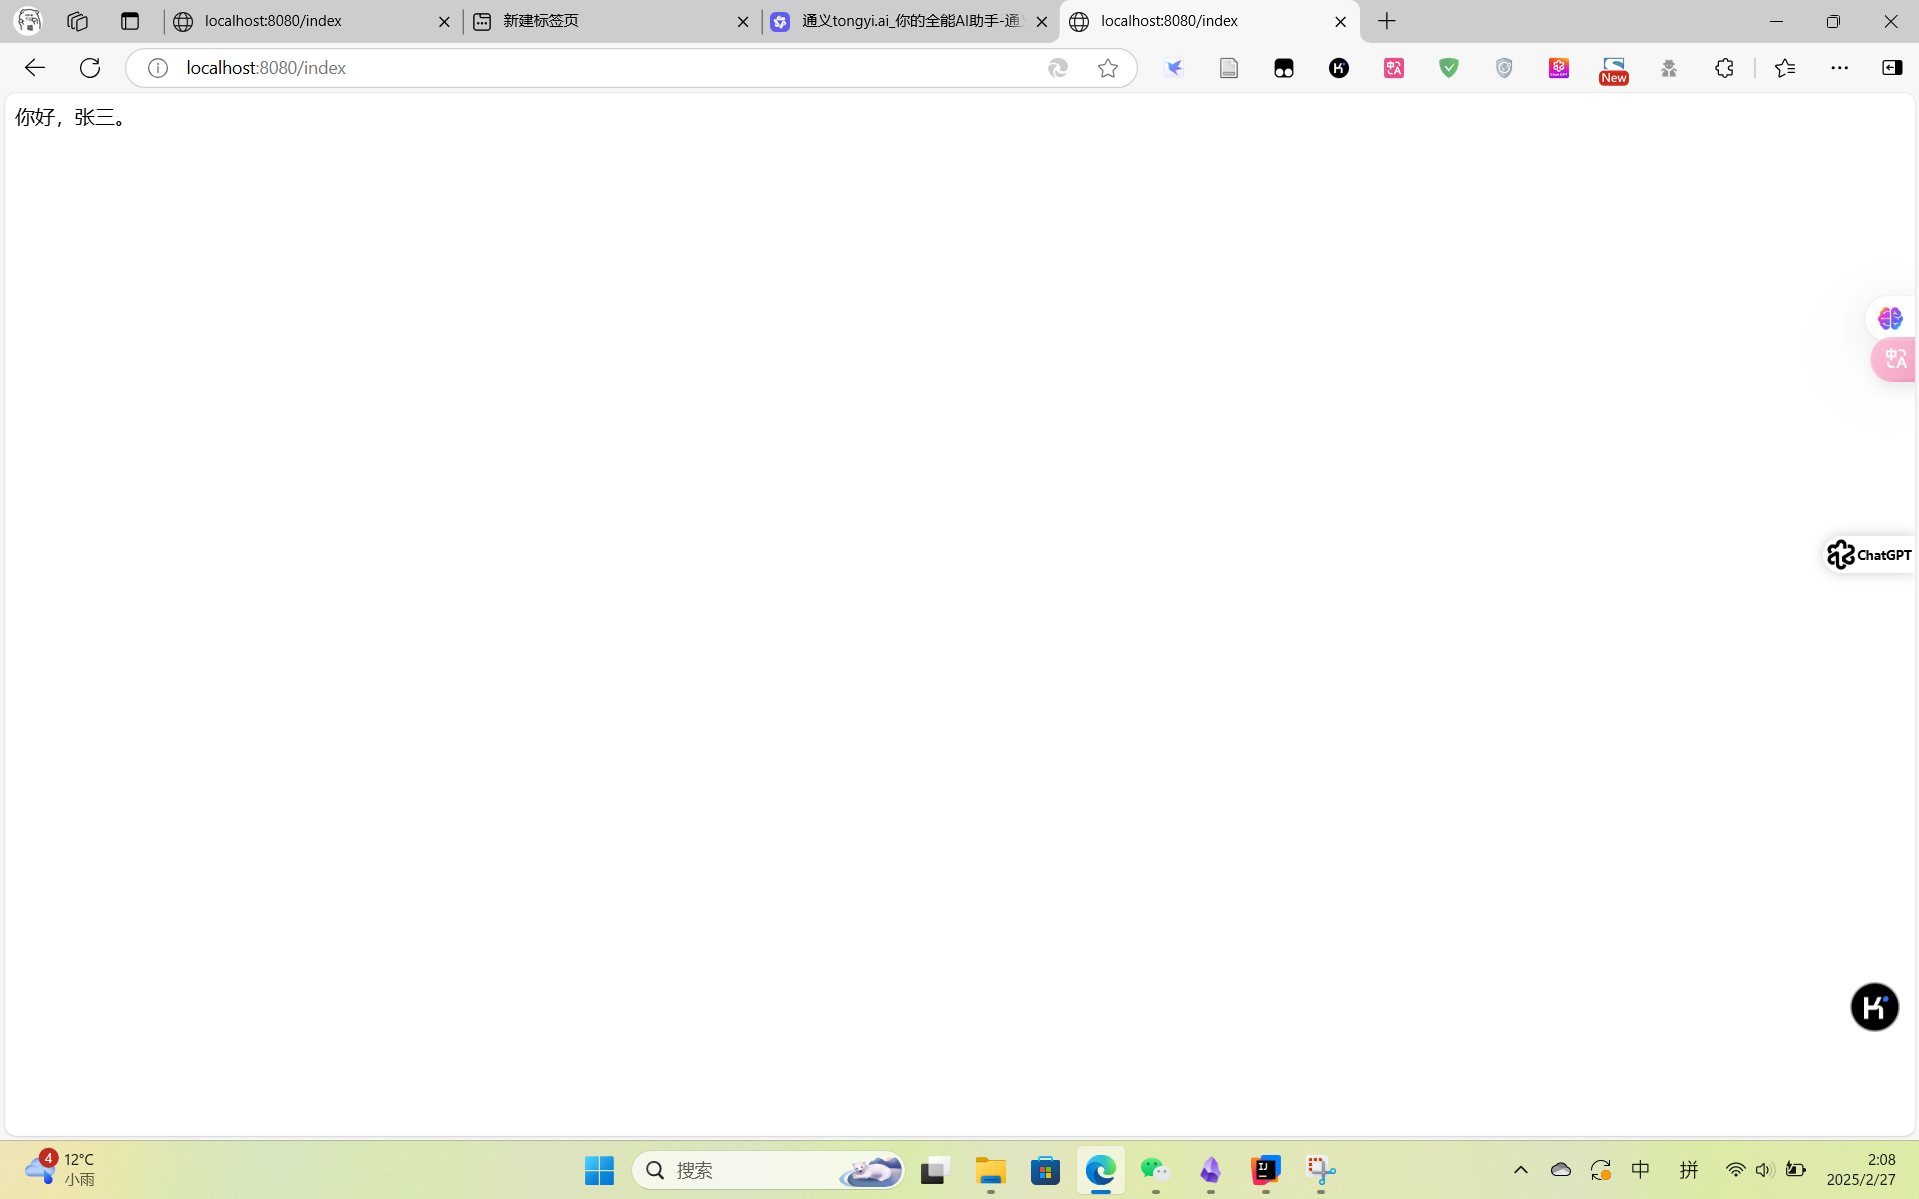 localhost:8080/index
新建标签页
通义tongyi.ai_你的全能AI助手-通
localhost:8080/index
localhost:8080/index
New
你好，张三。
中A
ChatGPT
K
4
12°C
小雨
搜索
中
拼
2:08
2025/2/27